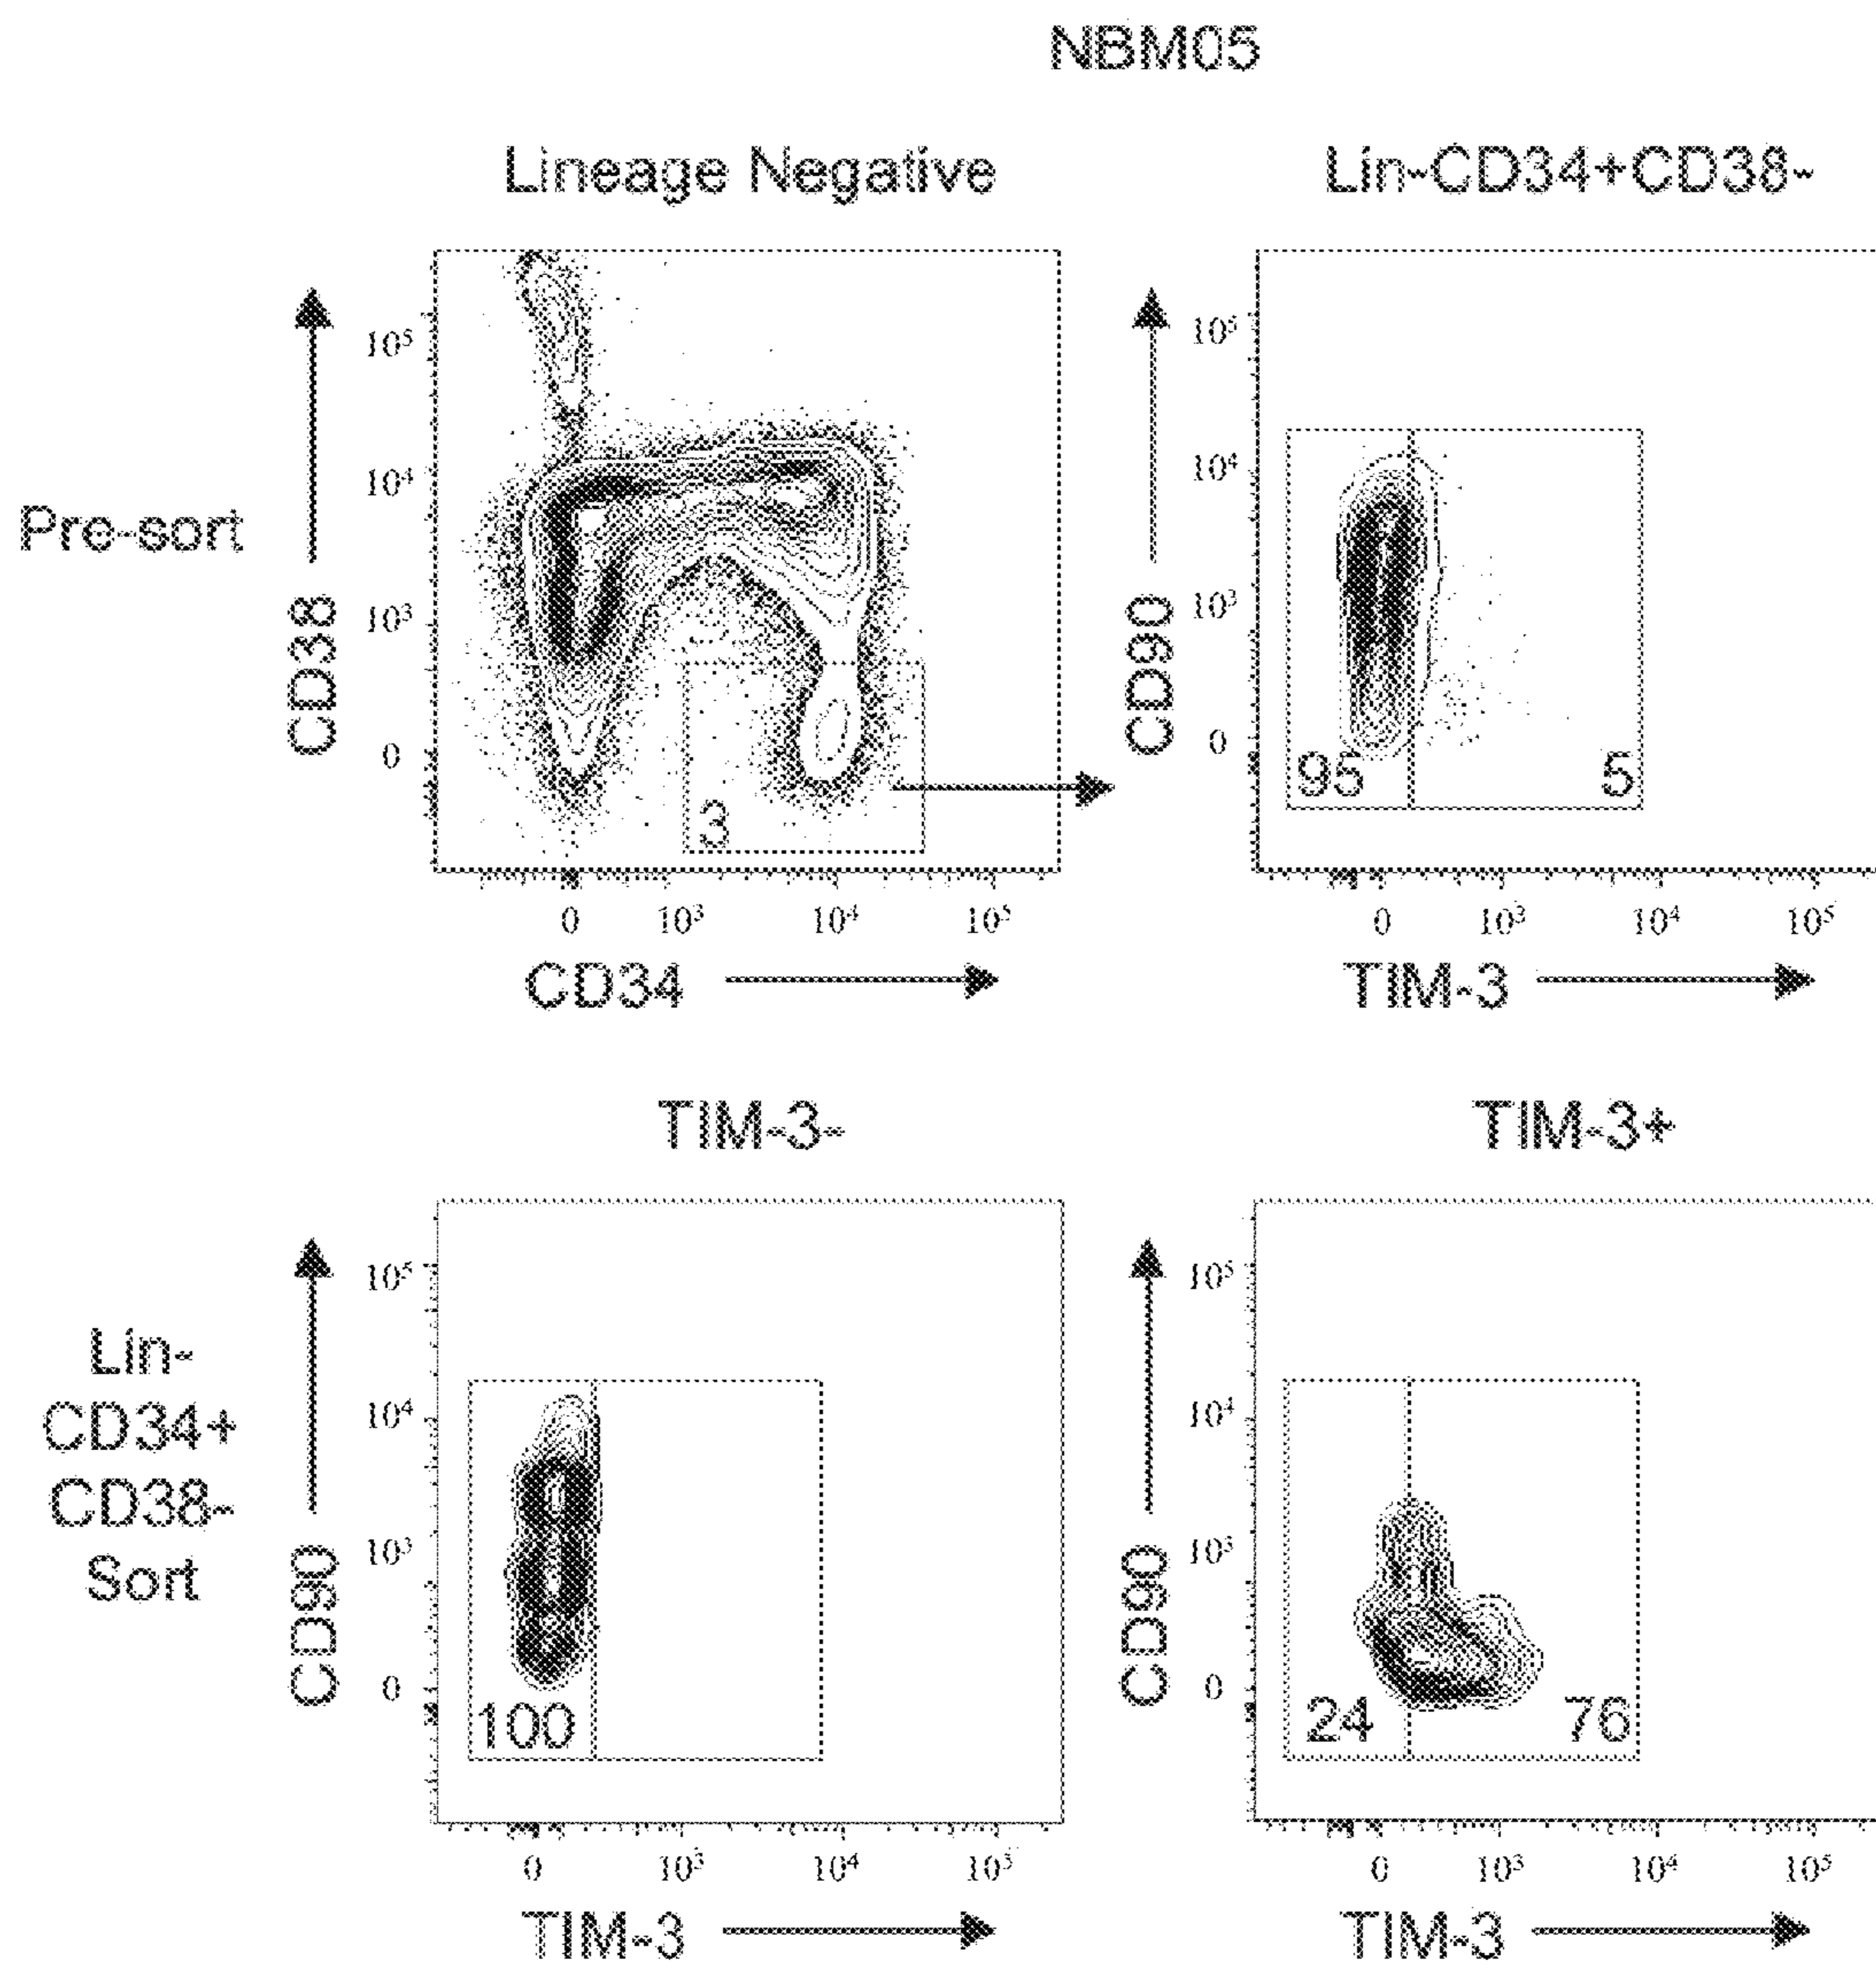 NBM05
Lineage Negative
Lin-CD34+CD38-
Pre-sort
CD38
10⁵
10⁴
10³
0
3
0
10³
10⁴
10⁵
CD34
CD90
10⁵
10⁴
10³
0
95
5
0
10³
10⁴
10⁵
TIM-3
TIM-3-
TIM-3+
Lin-
CD34+
CD38-
Sort
CD90
10⁵
10⁴
10³
0
100
0
10³
10⁴
10⁵
TIM-3
CD90
10⁵
10⁴
10³
0
24
76
0
10³
10⁴
10⁵
TIM-3